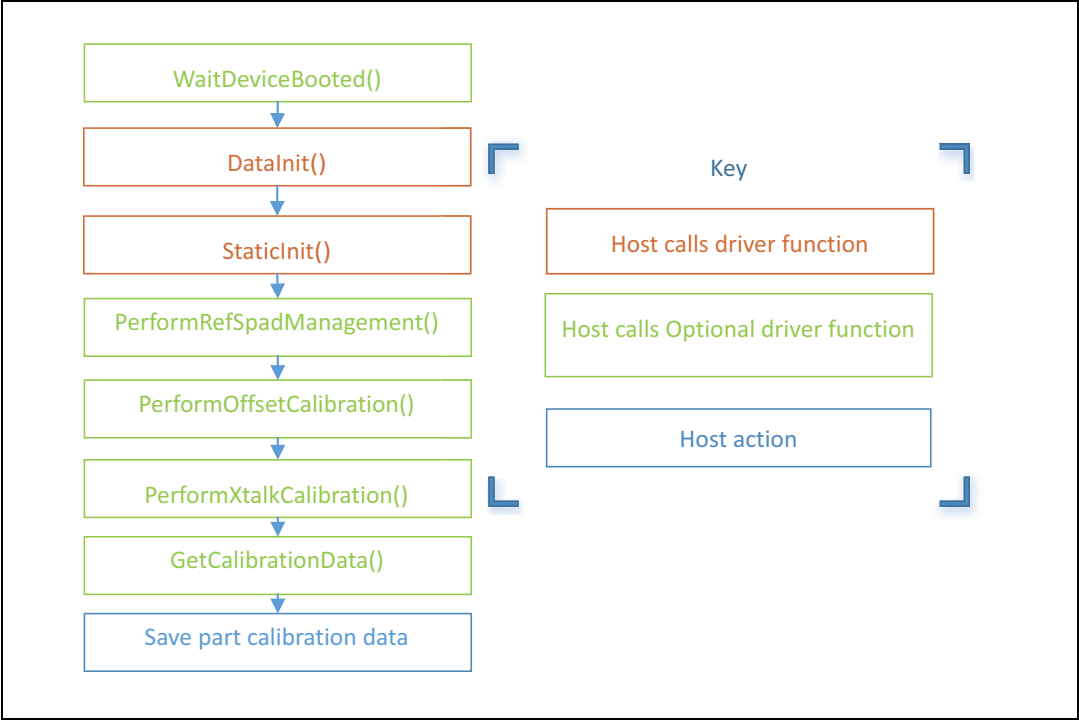 WaitDeviceBooted()
DataInit()
StaticInit()
PerformRefSpadManagement()
PerformOffsetCalibration()
PerformXtalkCalibration()
GetCalibrationData()
Save part calibration data
Key
Host calls driver function
Host calls Optional driver function
Host action